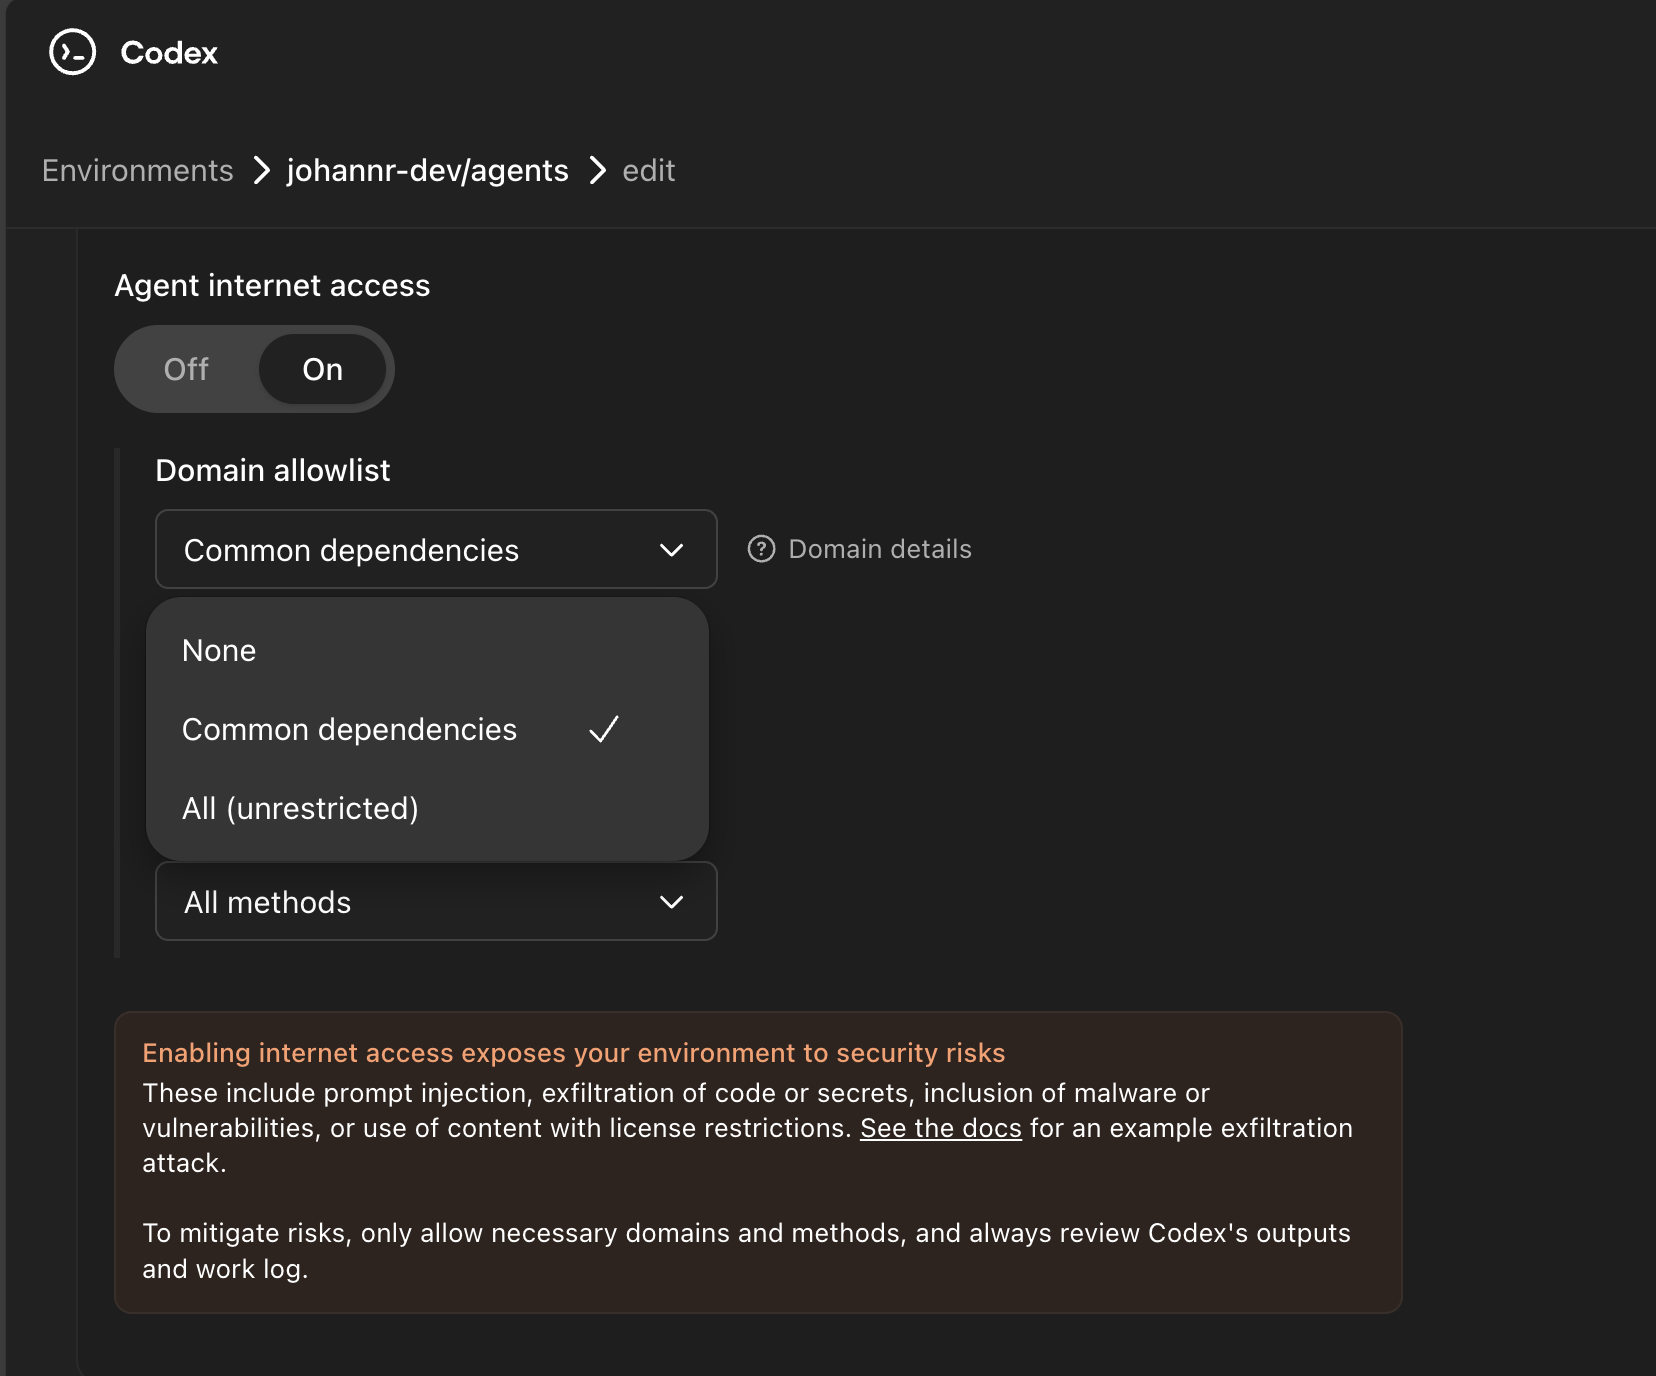 Codex
Environments > johannr-dev/agents > edit
Agent internet access
Off On
Domain allowlist
Common dependencies
Domain details
None
Common dependencies
All (unrestricted)
All methods
Enabling internet access exposes your environment to security risks
These include prompt injection, exfiltration of code or secrets, inclusion of malware or
vulnerabilities, or use of content with license restrictions. See the docs for an example exfiltration
attack.
To mitigate risks, only allow necessary domains and methods, and always review Codex's outputs
and work log.